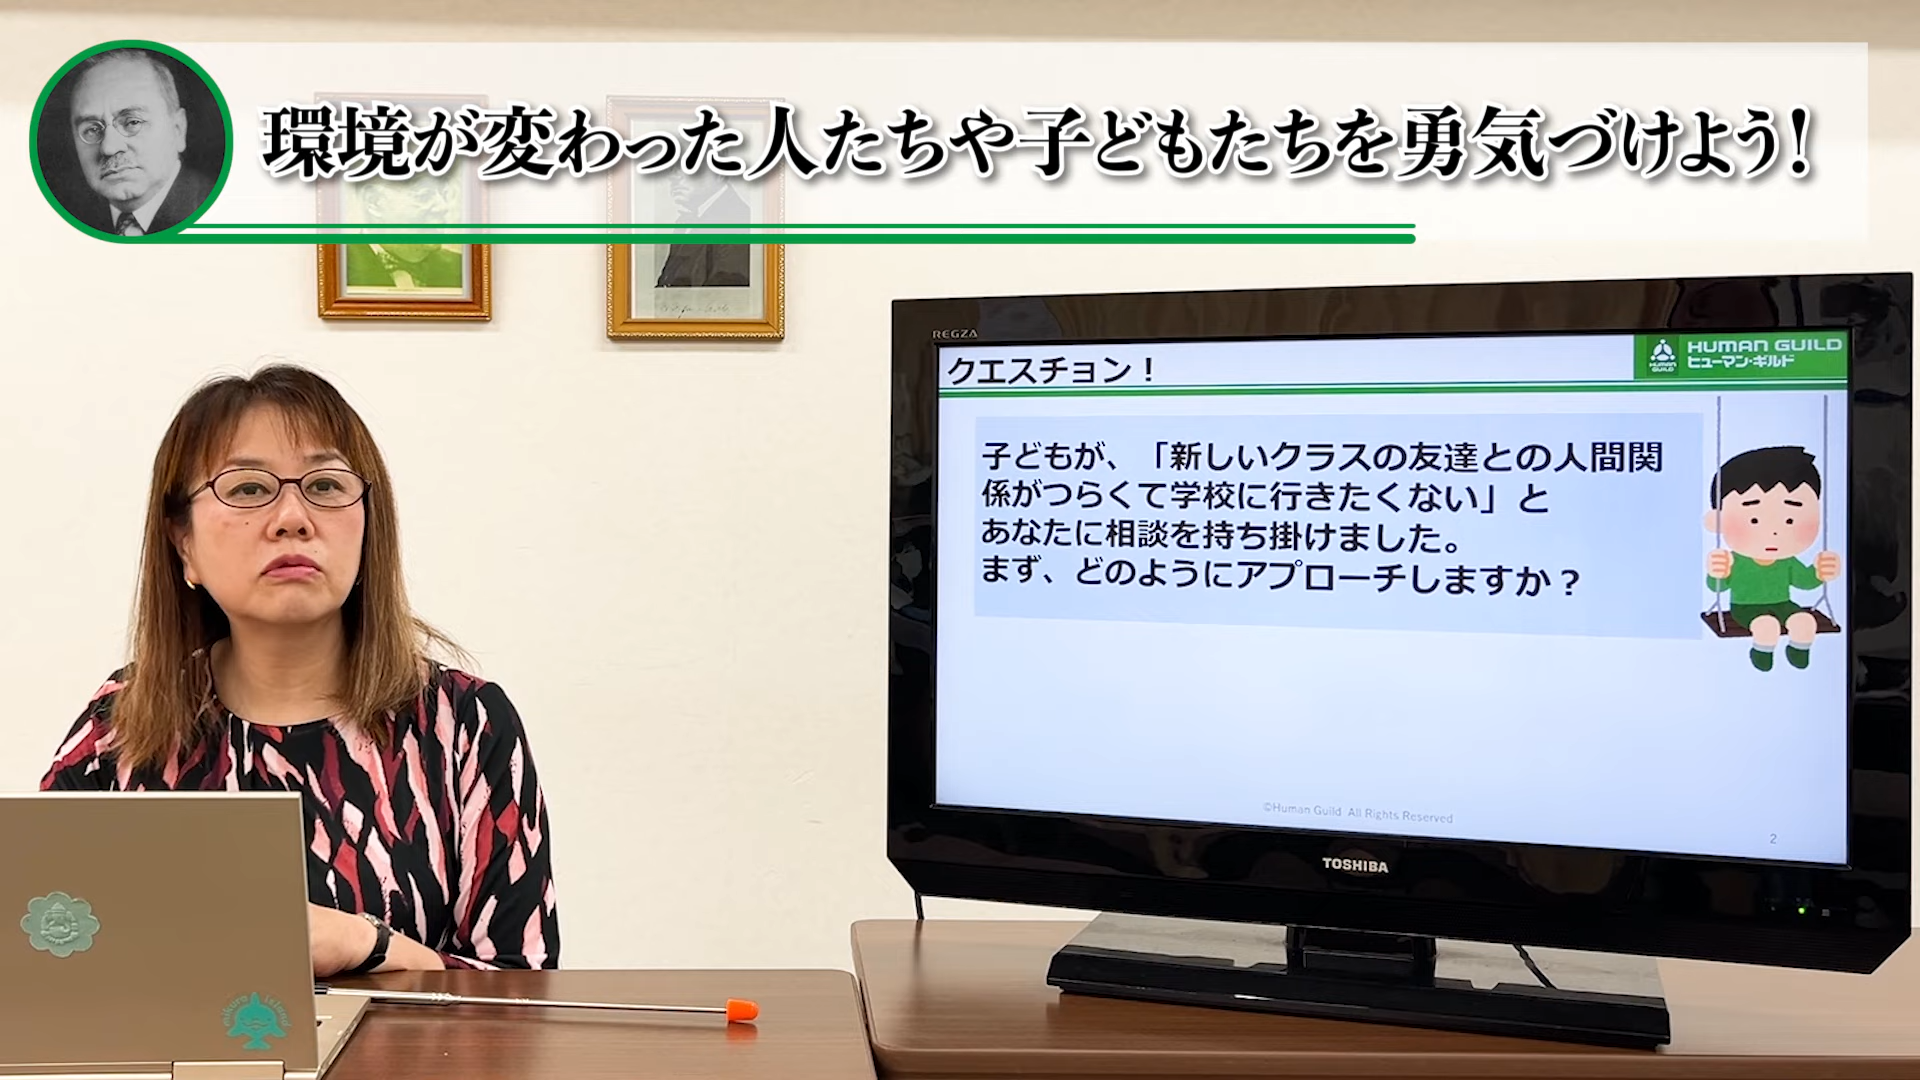 環境が変わった人たちや子どもたちを勇気づけよう!
REGZA
クエスチョン!
HUMAN GUILD
ヒューマン・ギルド
HUMAN
GUILD
子どもが、「新しいクラスの友達との人間関
係がつらくて学校に行きたくない」と
あなたに相談を持ち掛けました。
まず、どのようにアプローチしますか?
©Human Guild All Rights Reserved
2
TOSHIBA